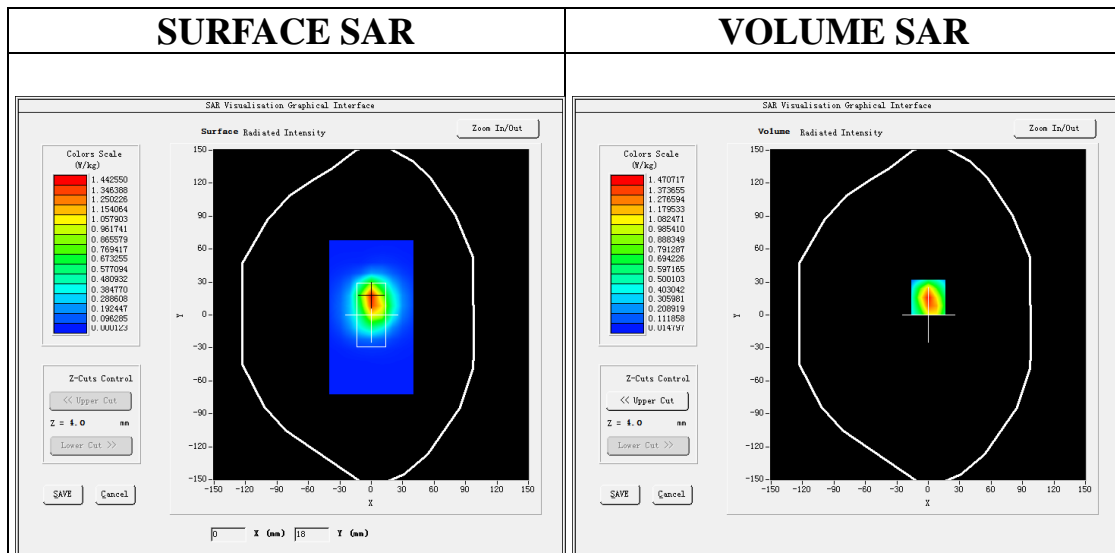 SURFACE SAR
VOLUME SAR
SAR Visualisation Graphical Interface
Surface Radiated Intensity
Zoom In/Out
Colors Scale
(W/kg)
1.442550
1.346388
1.250226
1.154064
1.057903
0.961741
0.865579
0.769417
0.673255
0.577094
0.480932
0.384770
0.288608
0.192447
0.096285
0.000123
Z-Cuts Control
<< Upper Cut
Z = 4.0 mm
Lower Cut >>
SAVE Cancel
150
120
90
60
30
0
-30
-60
-90
-120
-150
Y
-150 -120 -90 -60 -30 0 30 60 90 120 150
X
0 X (mm) 18 Y (mm)
SAR Visualisation Graphical Interface
Volume Radiated Intensity
Zoom In/Out
Colors Scale
(W/kg)
1.470717
1.373655
1.276594
1.179533
1.082471
0.985410
0.888349
0.791287
0.694226
0.597165
0.500103
0.403042
0.305981
0.208919
0.111858
0.014797
Z-Cuts Control
<< Upper Cut
Z = 4.0 mm
Lower Cut >>
SAVE Cancel
150
120
90
60
30
0
-30
-60
-90
-120
-150
Y
-150 -120 -90 -60 -30 0 30 60 90 120 150
X